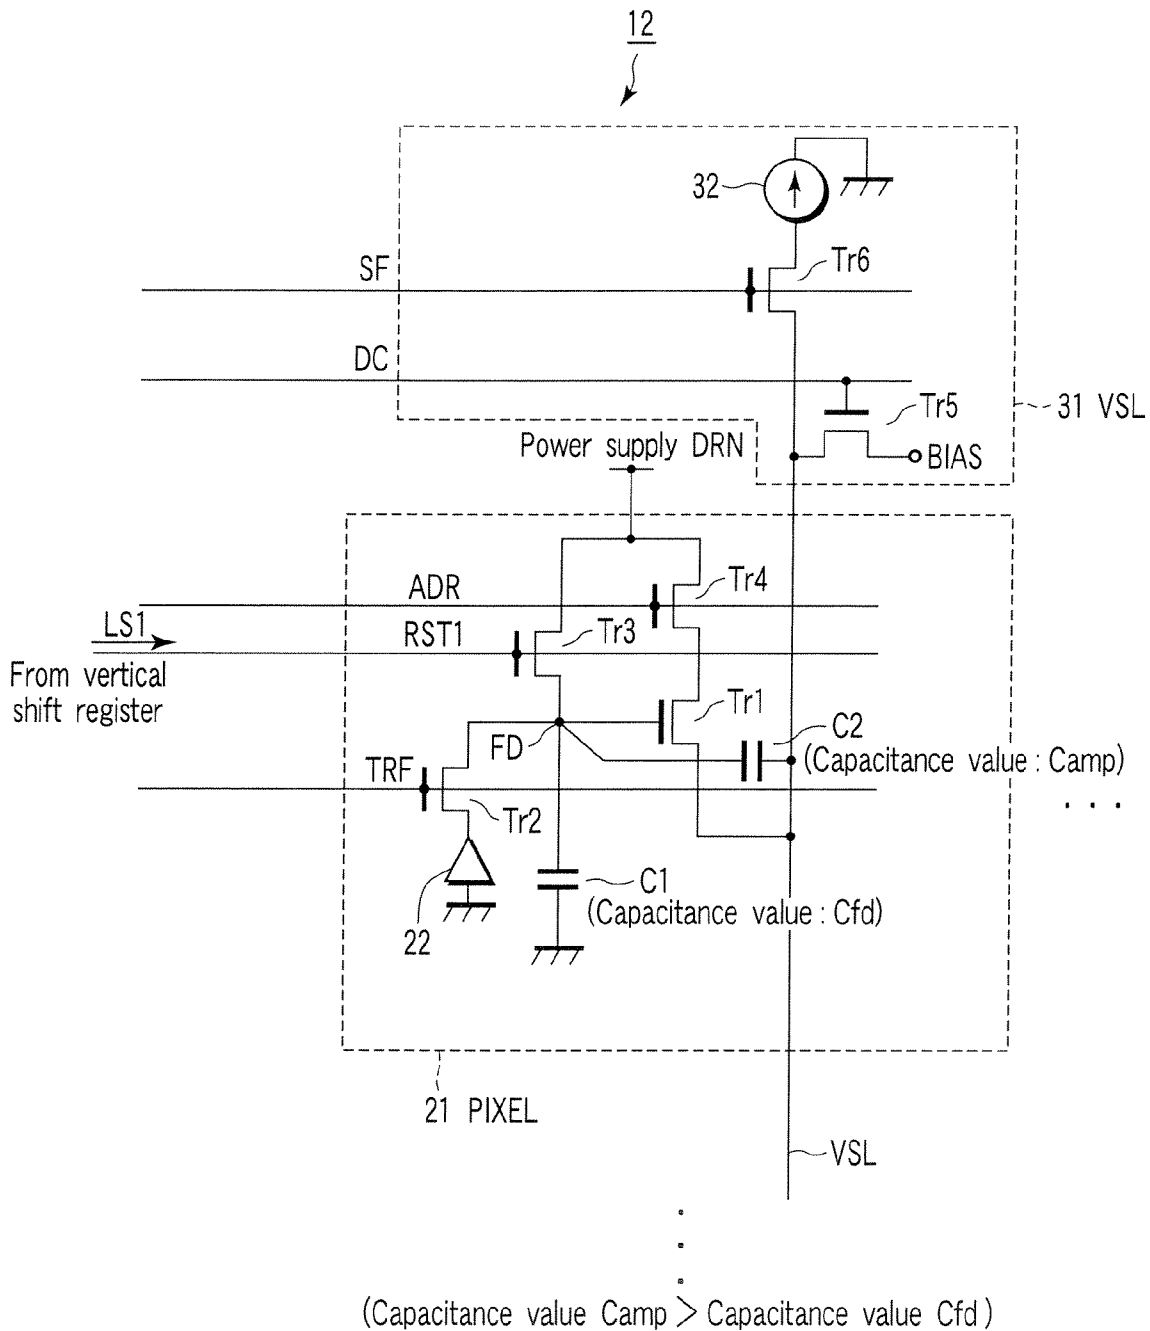 12
32
Tr6
SF
DC
Tr5
31 VSL
Power supply DRN
BIAS
ADR
Tr4
LS1
RST1
Tr3
From vertical
shift register
Tr1
FD
C2
(Capacitance value : Camp)
TRF
Tr2
. . .
C1
(Capacitance value : Cfd)
22
21 PIXEL
VSL
.
.
.
(Capacitance value Camp > Capacitance value Cfd)